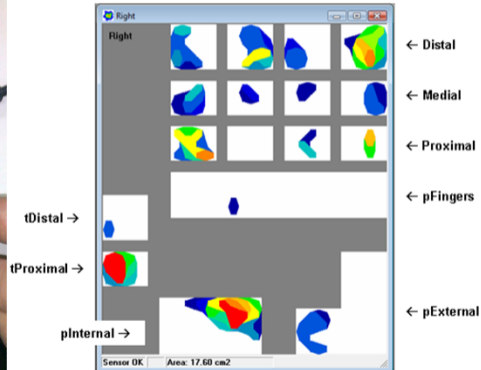 Right
Right
← Distal
← Medial
← Proximal
← pFingers
tDistal →
tProximal →
← pExternal
pInternal →
Sensor OK Area: 17.60 cm2